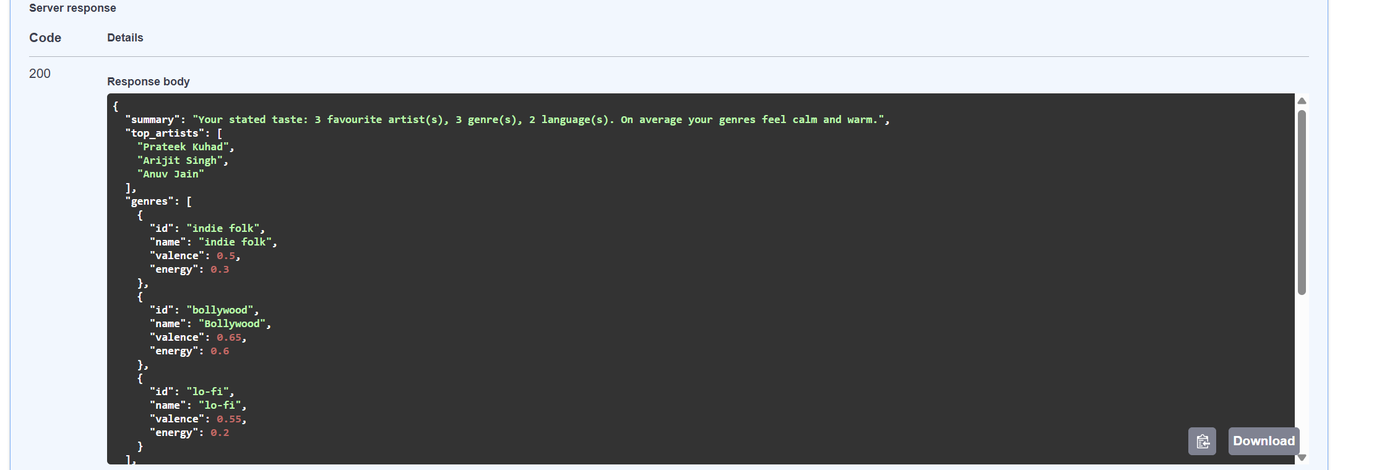 Server response
Code Details
200
Response body
{
  "summary": "Your stated taste: 3 favourite artist(s), 3 genre(s), 2 language(s). On average your genres feel calm and warm.",
  "top_artists": [
    "Prateek Kuhad",
    "Arijit Singh",
    "Anuv Jain"
  ],
  "genres": [
    {
      "id": "indie folk",
      "name": "indie folk",
      "valence": 0.5,
      "energy": 0.3
    },
    {
      "id": "bollywood",
      "name": "Bollywood",
      "valence": 0.65,
      "energy": 0.6
    },
    {
      "id": "lo-fi",
      "name": "lo-fi",
      "valence": 0.55,
      "energy": 0.2
    }
  ],
Download